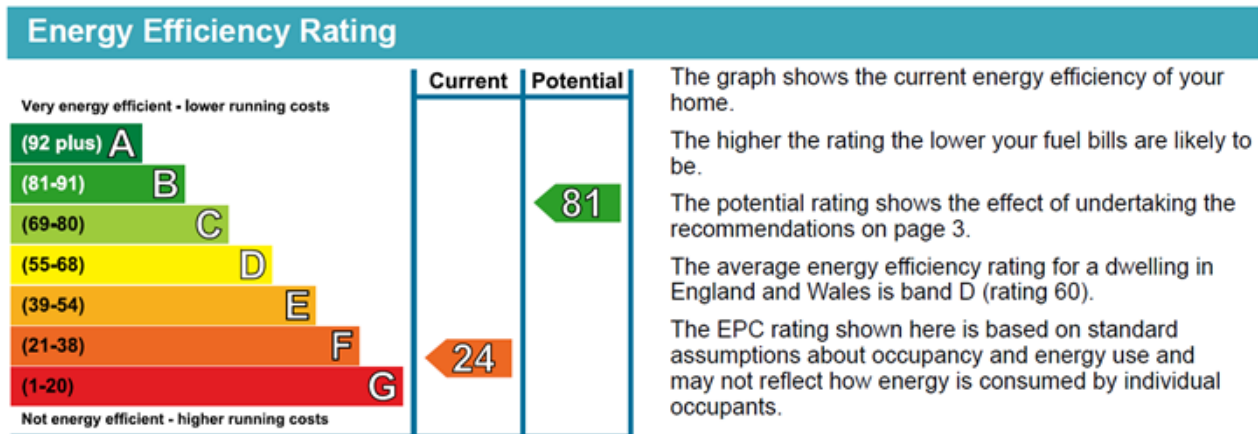 Energy Efficiency Rating
Current Potential
Very energy efficient - lower running costs
(92 plus) A
(81-91) B
81
(69-80) C
(55-68) D
(39-54) E
(21-38) F
24
(1-20) G
Not energy efficient - higher running costs
The graph shows the current energy efficiency of your
home.
The higher the rating the lower your fuel bills are likely to
be.
The potential rating shows the effect of undertaking the
recommendations on page 3.
The average energy efficiency rating for a dwelling in
England and Wales is band D (rating 60).
The EPC rating shown here is based on standard
assumptions about occupancy and energy use and
may not reflect how energy is consumed by individual
occupants.